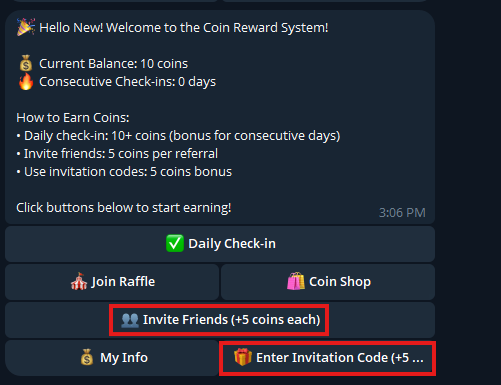 🎉 Hello New! Welcome to the Coin Reward System!
💰 Current Balance: 10 coins
🔥 Consecutive Check-ins: 0 days
How to Earn Coins:
• Daily check-in: 10+ coins (bonus for consecutive days)
• Invite friends: 5 coins per referral
• Use invitation codes: 5 coins bonus
Click buttons below to start earning!
3:06 PM
✅ Daily Check-in
🎪 Join Raffle
🛍️ Coin Shop
👥 Invite Friends (+5 coins each)
💰 My Info
🎁 Enter Invitation Code (+5 ...